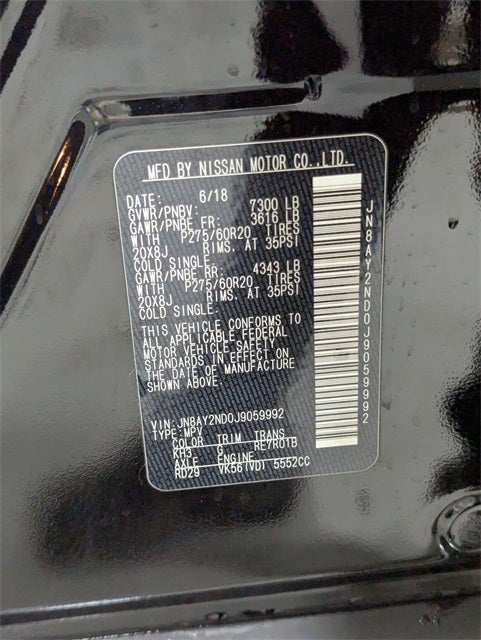 MFD BY NISSAN MOTOR CO.,LTD.
DATE: 6/18
GVWR/PNBV: 7300 LB
GAWR/PNBE FR: 3616 LB
WITH P275/60R20 TIRES
20X8J RIMS. AT 35PSI
COLD SINGLE.
GAWR/PNBE RR: 4343 LB
WITH P275/60R20 TIRES
20X8J RIMS. AT 35PSI
COLD SINGLE.
THIS VEHICLE CONFORMS TO
ALL APPLICABLE FEDERAL
MOTOR VEHICLE SAFETY
STANDARDS IN EFFECT ON
THE DATE OF MANUFACTURE
SHOWN ABOVE.
VIN: JN8AY2ND0J9059992
TYPE: MPV
COLOR TRIM TRANS
KH3 G RE7R01B
AXLE ENGINE
RD29 VK56(VD) 5552CC
JN8AY2ND0J9059992